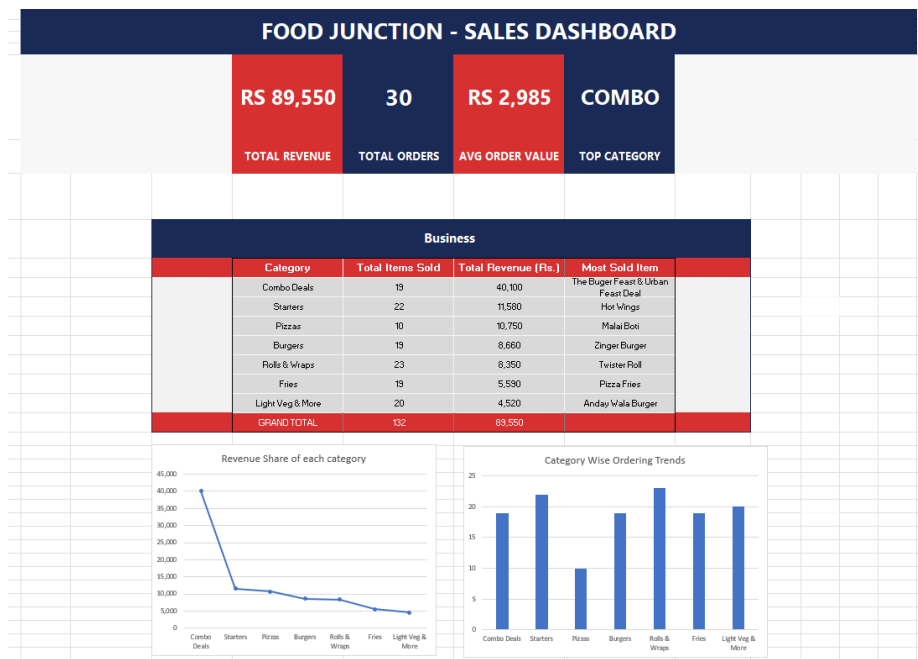 FOOD JUNCTION - SALES DASHBOARD
RS 89,550 30 RS 2,985 COMBO
TOTAL REVENUE TOTAL ORDERS AVG ORDER VALUE TOP CATEGORY
Business
Category Total Items Sold Total Revenue (Rs.) Most Sold Item
Combo Deals 19 40,100 The Buger Feast & Urban
Feast Deal
Starters 22 11,580 Hot Wings
Pizzas 10 10,750 Malai Boti
Burgers 19 8,660 Zinger Burger
Rolls & Wraps 23 8,350 Twister Roll
Fries 19 5,590 Pizza Fries
Light Veg & More 20 4,520 Anday Wala Burger
GRAND TOTAL 132 89,550
Revenue Share of each category
45,000
40,000
35,000
30,000
25,000
20,000
15,000
10,000
5,000
0
Combo Starters Pizzas Burgers Rolls & Fries Light Veg &
Deals Wraps More
Category Wise Ordering Trends
25
20
15
10
5
0
Combo Deals Starters Pizzas Burgers Rolls & Fries Light Veg &
Wraps More